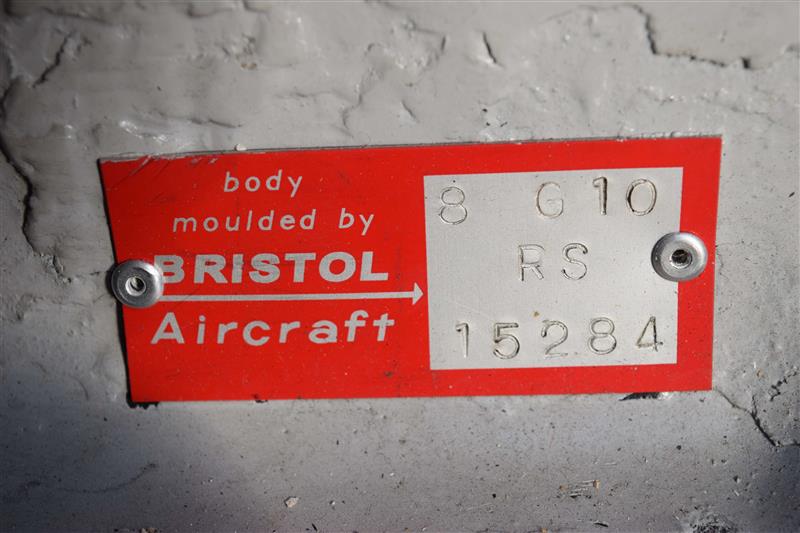 body
moulded by
BRISTOL
Aircraft
8 G10
RS
15284